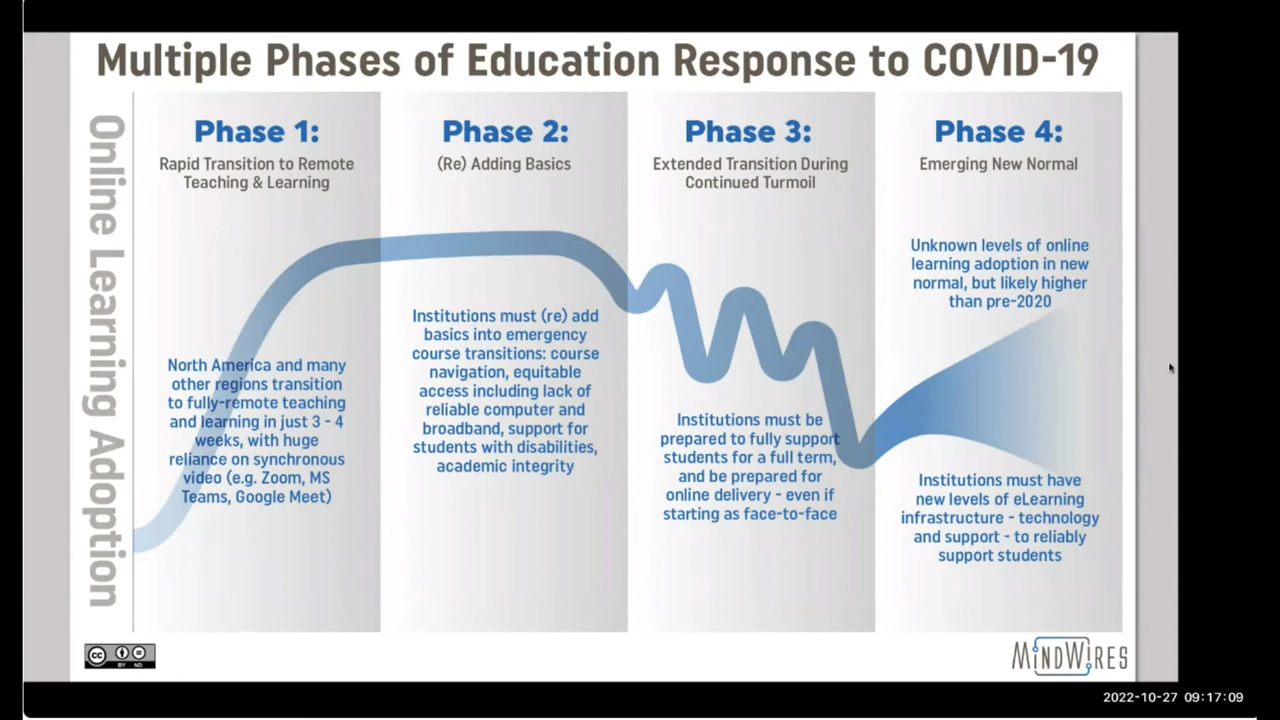 Multiple Phases of Education Response to COVID-19
Online Learning Adoption
Phase 1:
Rapid Transition to Remote
Teaching & Learning
North America and many
other regions transition
to fully-remote teaching
and learning in just 3 - 4
weeks, with huge
reliance on synchronous
video (e.g. Zoom, MS
Teams, Google Meet)
Phase 2:
(Re) Adding Basics
Institutions must (re) add
basics into emergency
course transitions: course
navigation, equitable
access including lack of
reliable computer and
broadband, support for
students with disabilities,
academic integrity
Phase 3:
Extended Transition During
Continued Turmoil
Institutions must be
prepared to fully support
students for a full term,
and be prepared for
online delivery - even if
starting as face-to-face
Phase 4:
Emerging New Normal
Unknown levels of online
learning adoption in new
normal, but likely higher
than pre-2020
Institutions must have
new levels of eLearning
infrastructure - technology
and support - to reliably
support students
cc
BY ND
MINDWIRES
2022-10-27 09:17:09